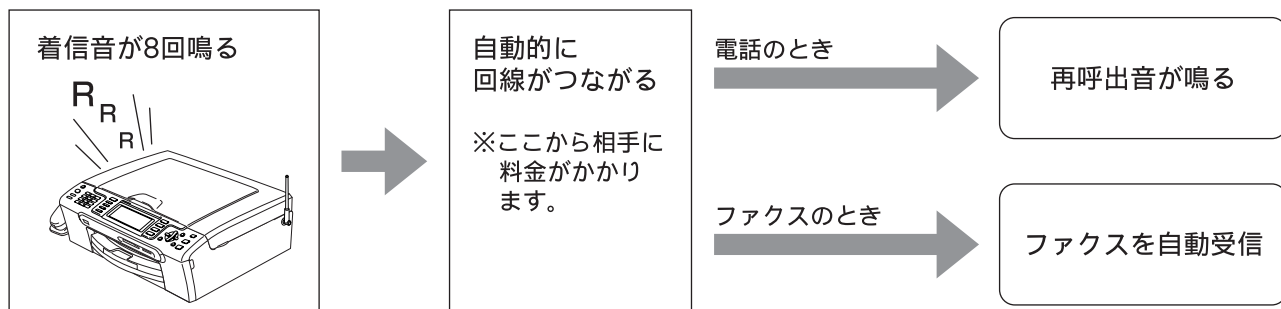 着信音が8回鳴る
R
R
R
自動的に
回線がつながる
※ここから相手に
料金がかかり
ます。
電話のとき
再呼出音が鳴る
ファクスのとき
ファクスを自動受信